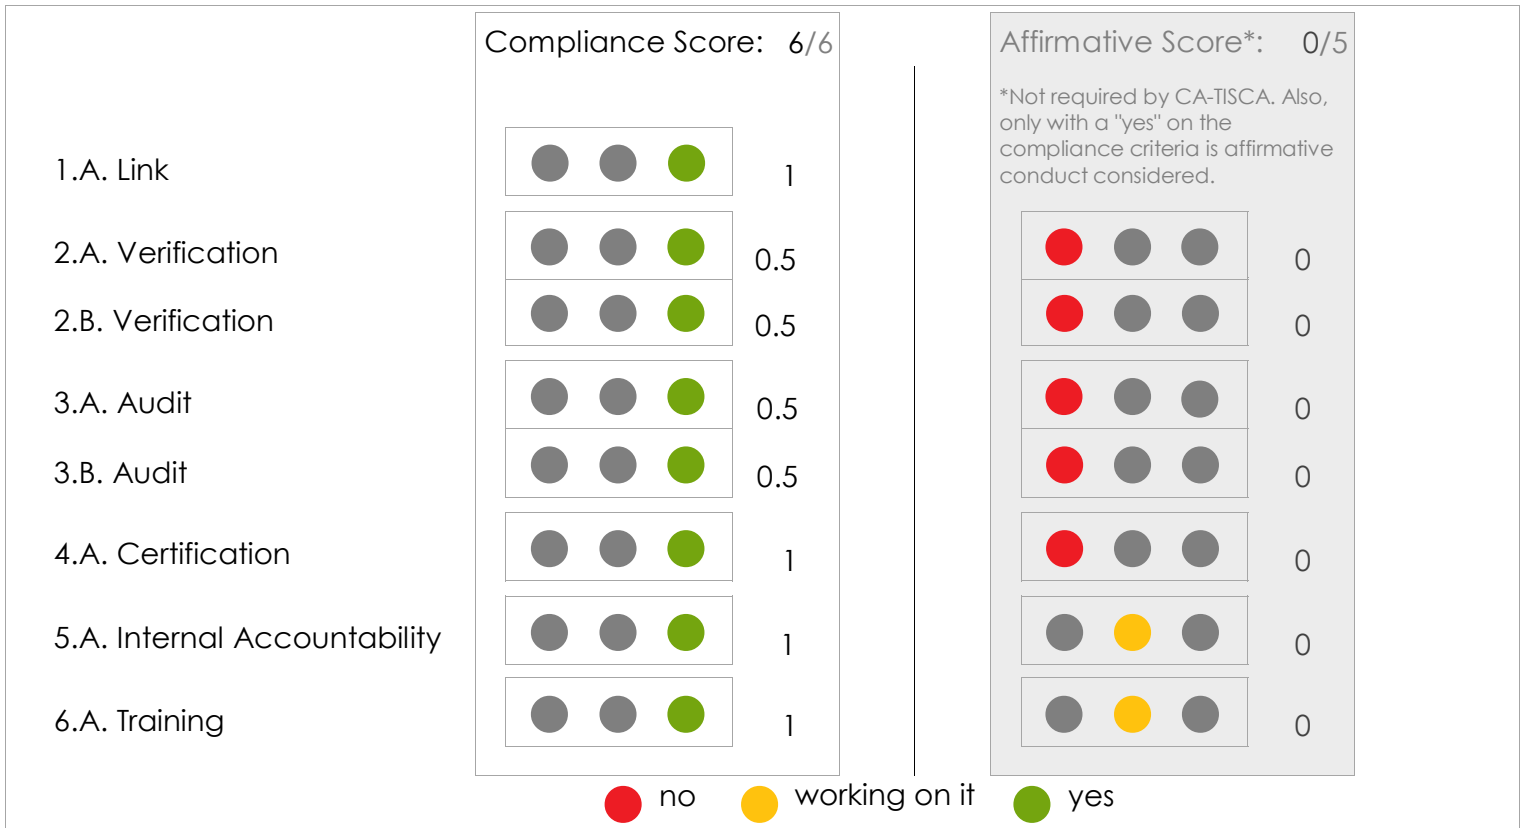 Compliance Score: 6/6
Affirmative Score*: 0/5
*Not required by CA-TISCA. Also,
only with a "yes" on the
compliance criteria is affirmative
conduct considered.
1.A. Link 1
2.A. Verification 0.5 0
2.B. Verification 0.5 0
3.A. Audit 0.5 0
3.B. Audit 0.5 0
4.A. Certification 1 0
5.A. Internal Accountability 1 0
6.A. Training 1 0
no working on it yes